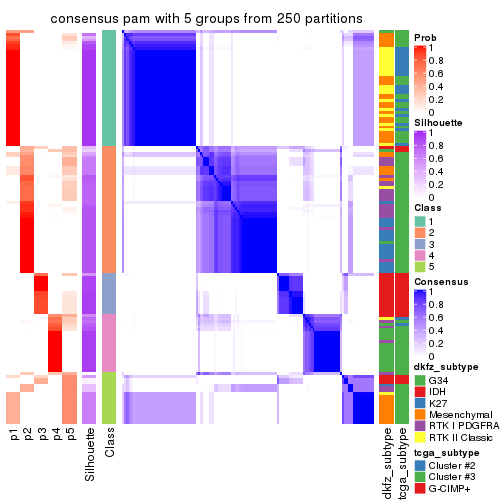 consensus pam with 5 groups from 250 partitions
Prob
1
0.8
0.6
0.4
0.2
0
Silhouette
1
0.8
0.6
0.4
0.2
0
Class
1
2
3
4
5
Consensus
1
0.8
0.6
0.4
0.2
0
dkfz_subtype
G34
IDH
K27
Mesenchymal
RTK I PDGFRA
RTK II Classic
tcga_subtype
Cluster #2
Cluster #3
G-CIMP+
p1
p2
p3
p4
p5
Silhouette
Class
dkfz_subtype
tcga_subtype